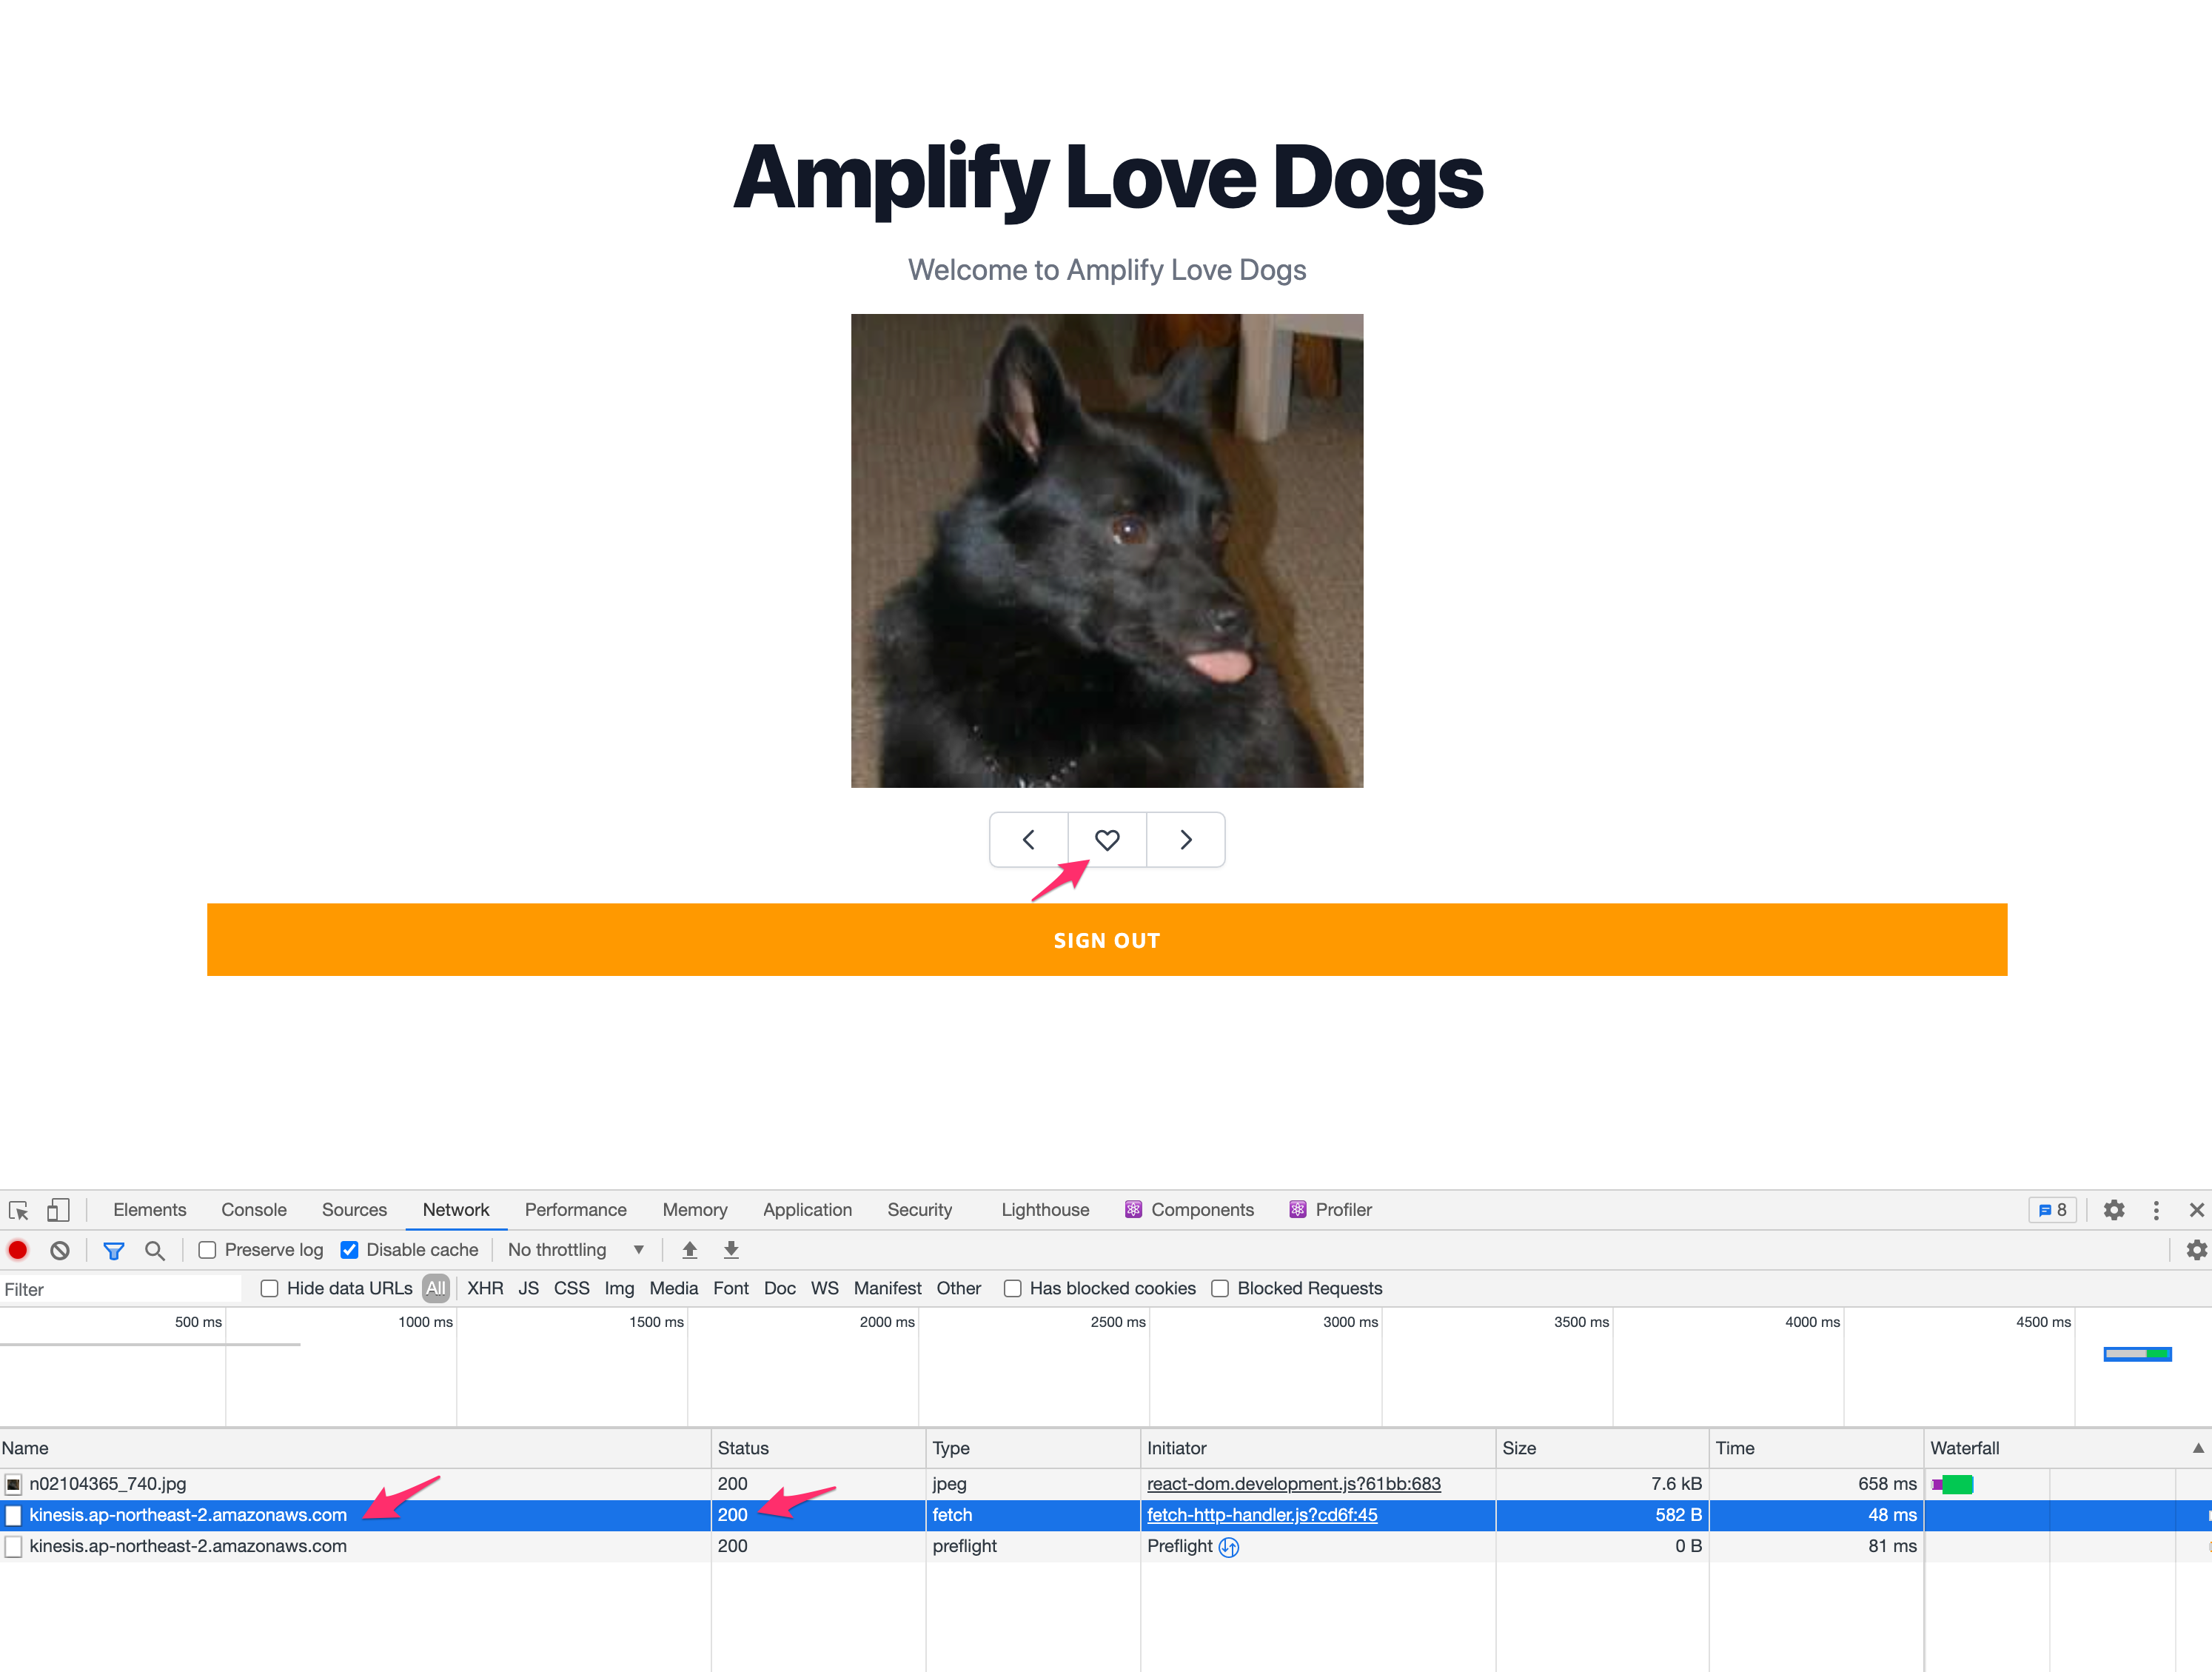 Amplify Love Dogs
Welcome to Amplify Love Dogs
SIGN OUT
Elements Console Sources Network Performance Memory Application Security Lighthouse Components Profiler 8
Preserve log Disable cache No throttling
Filter Hide data URLs All XHR JS CSS Img Media Font Doc WS Manifest Other Has blocked cookies Blocked Requests
500 ms 1000 ms 1500 ms 2000 ms 2500 ms 3000 ms 3500 ms 4000 ms 4500 ms
Name Status Type Initiator Size Time Waterfall
n02104365_740.jpg 200 jpeg react-dom.development.js?61bb:683 7.6 kB 658 ms
kinesis.ap-northeast-2.amazonaws.com 200 fetch fetch-http-handler.js?cd6f:45 582 B 48 ms
kinesis.ap-northeast-2.amazonaws.com 200 preflight Preflight 0 B 81 ms